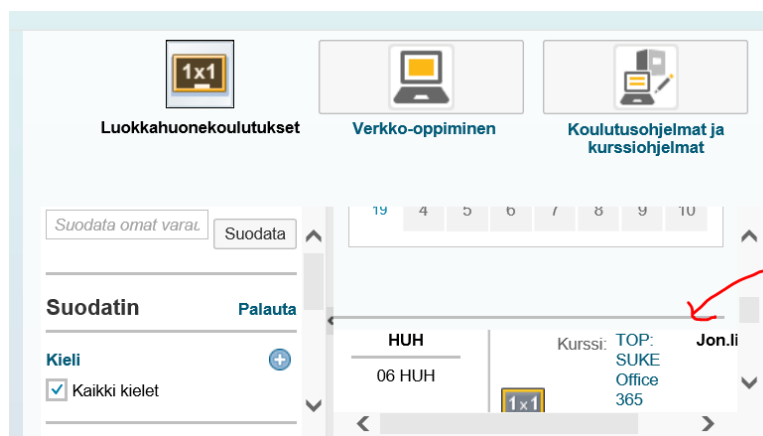 1x1
Luokkahuonekoulutukset
Verkko-oppiminen
Koulutusohjelmat ja
kurssiohjelmat
Suodata omat varau
Suodata
19 4 5 6 7 8 9 10
Suodatin
Palauta
Kieli
Kaikki kielet
HUH
06 HUH
Kurssi:
TOP:
SUKE
Office
365
Jon.li
1x1